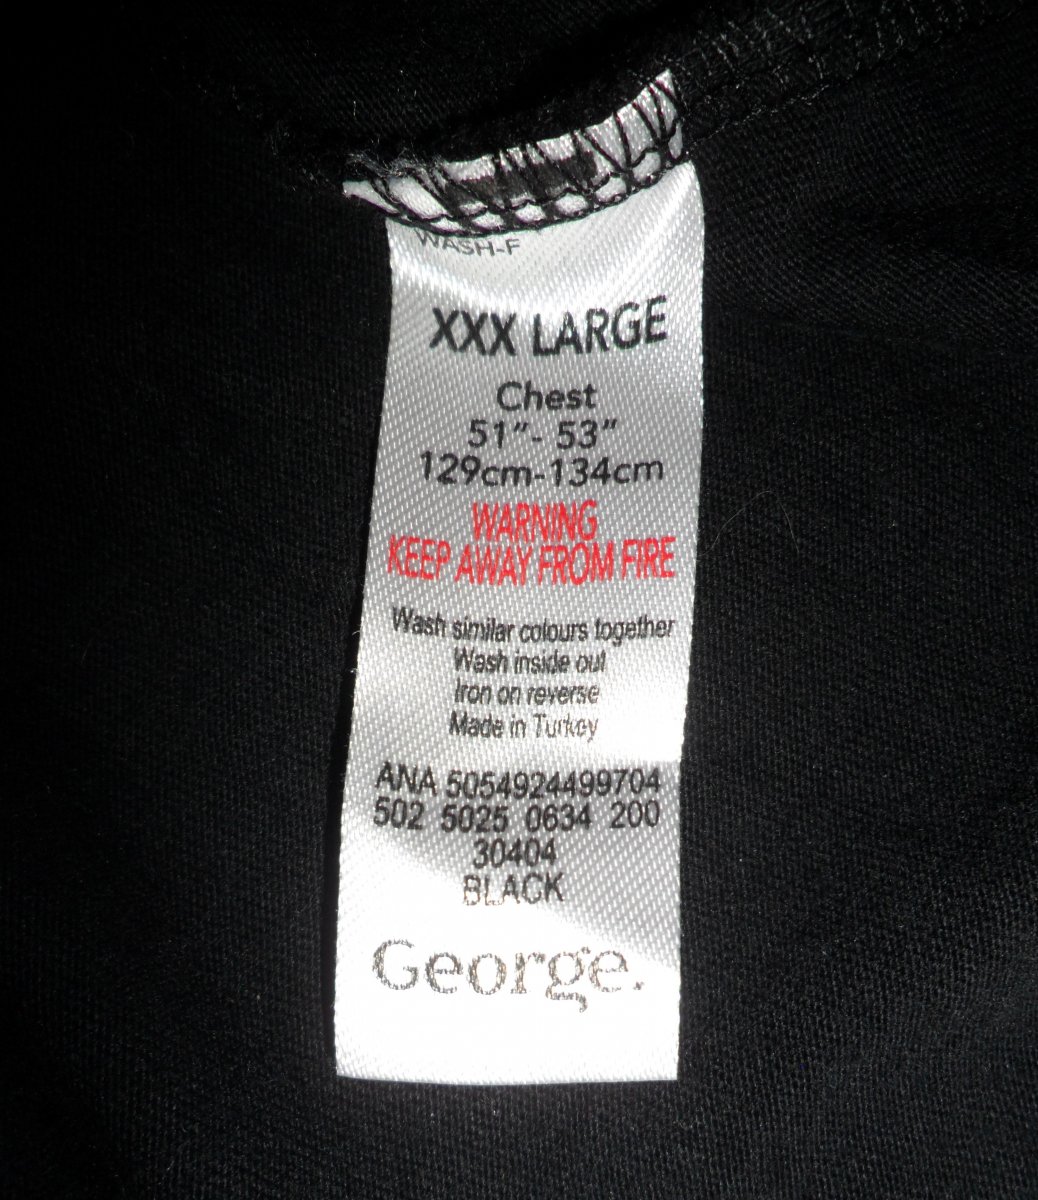 WASH-F
XXX LARGE
Chest
51"- 53"
129cm-134cm
WARNING
KEEP AWAY FROM FIRE
Wash similar colours together
Wash inside out
Iron on reverse
Made in Turkey
ANA 5054924499704
502 5025 0634 200
30404
BLACK
George.